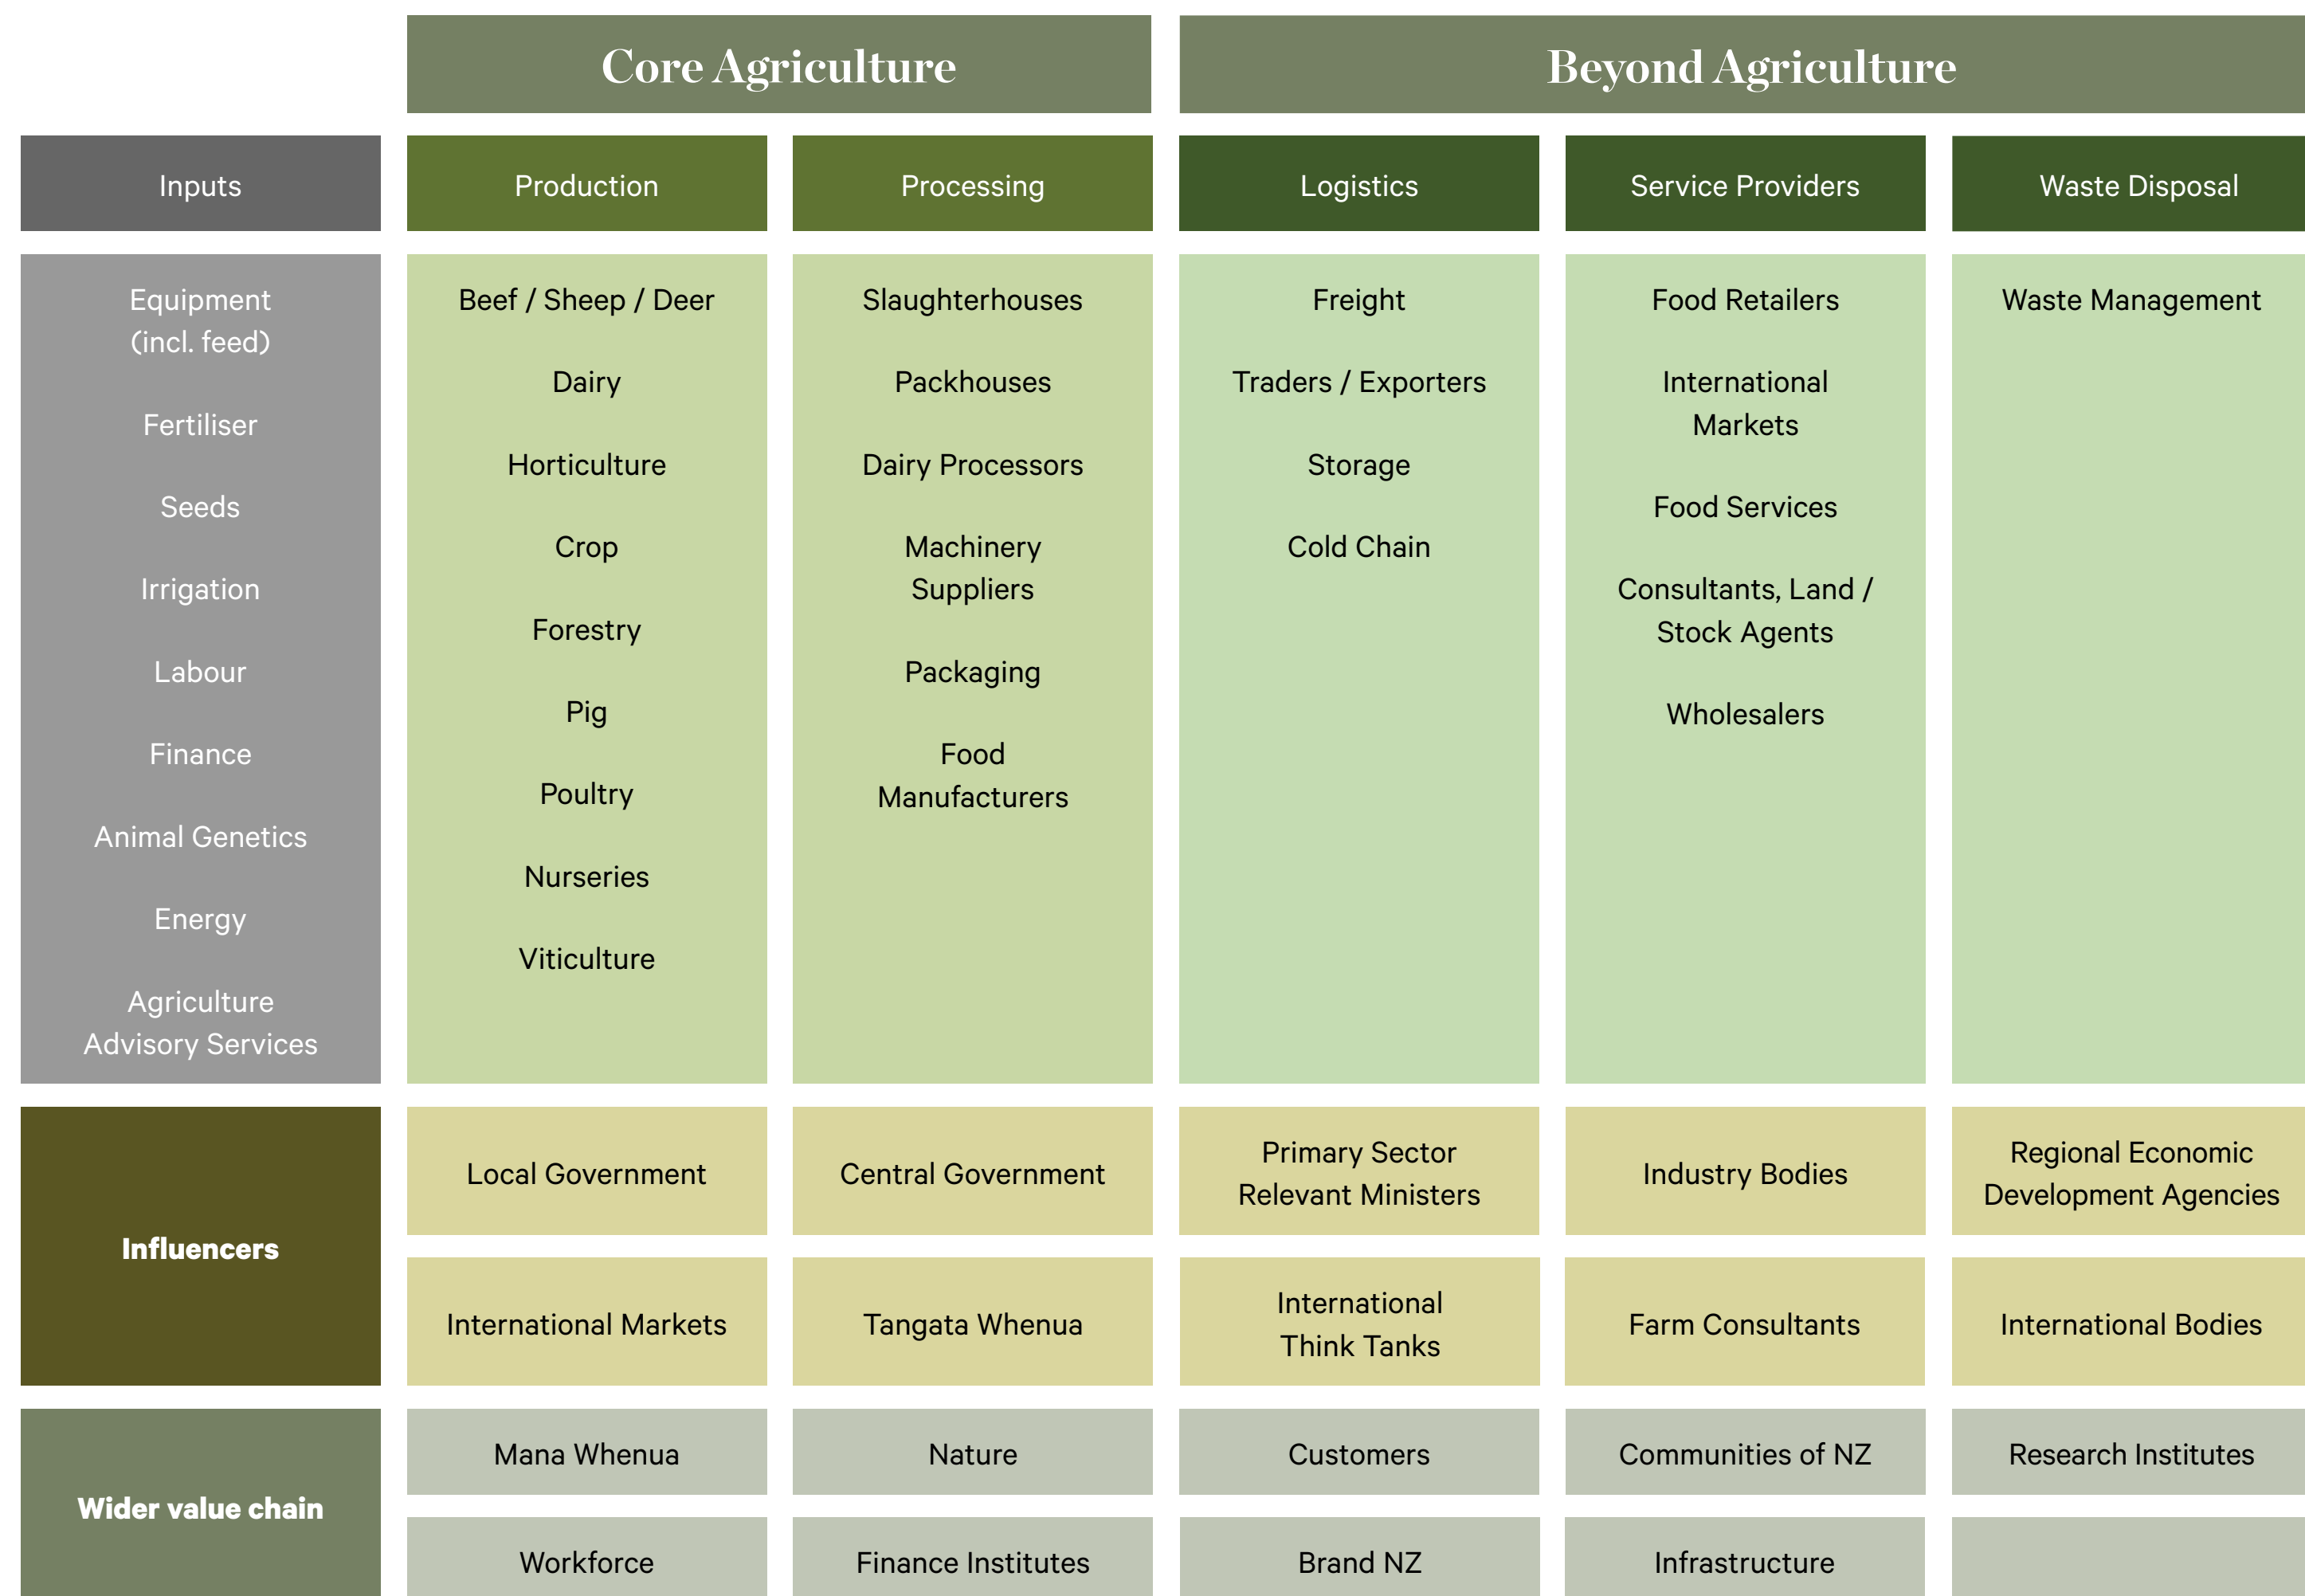 Core Agriculture
Beyond Agriculture
Inputs
Production
Processing
Logistics
Service Providers
Waste Disposal
Equipment
(incl. feed)
Fertiliser
Seeds
Irrigation
Labour
Finance
Animal Genetics
Energy
Agriculture
Advisory Services
Beef / Sheep / Deer
Dairy
Horticulture
Crop
Forestry
Pig
Poultry
Nurseries
Viticulture
Slaughterhouses
Packhouses
Dairy Processors
Machinery
Suppliers
Packaging
Food
Manufacturers
Freight
Traders / Exporters
Storage
Cold Chain
Food Retailers
International
Markets
Food Services
Consultants, Land /
Stock Agents
Wholesalers
Waste Management
Influencers
Local Government
Central Government
Primary Sector
Relevant Ministers
Industry Bodies
Regional Economic
Development Agencies
International Markets
Tangata Whenua
International
Think Tanks
Farm Consultants
International Bodies
Wider value chain
Mana Whenua
Nature
Customers
Communities of NZ
Research Institutes
Workforce
Finance Institutes
Brand NZ
Infrastructure